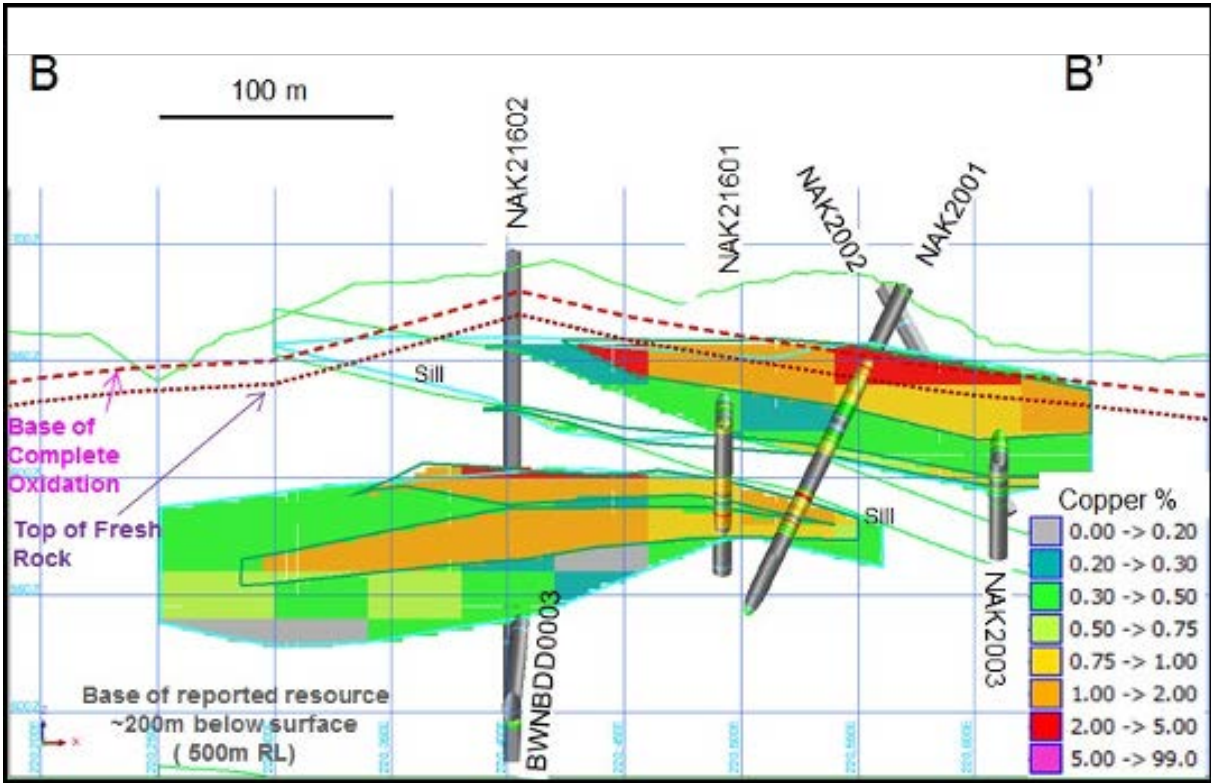 B
B'
100 m
NAK21602
NAK21601
NAK2002
NAK2001
Sill
Base of
Complete
Oxidation
Top of Fresh
Rock
Sill
NAK2003
BWNBDD0003
Base of reported resource
~200m below surface
( 500m RL)
Copper %
0.00 -> 0.20
0.20 -> 0.30
0.30 -> 0.50
0.50 -> 0.75
0.75 -> 1.00
1.00 -> 2.00
2.00 -> 5.00
5.00 -> 99.0